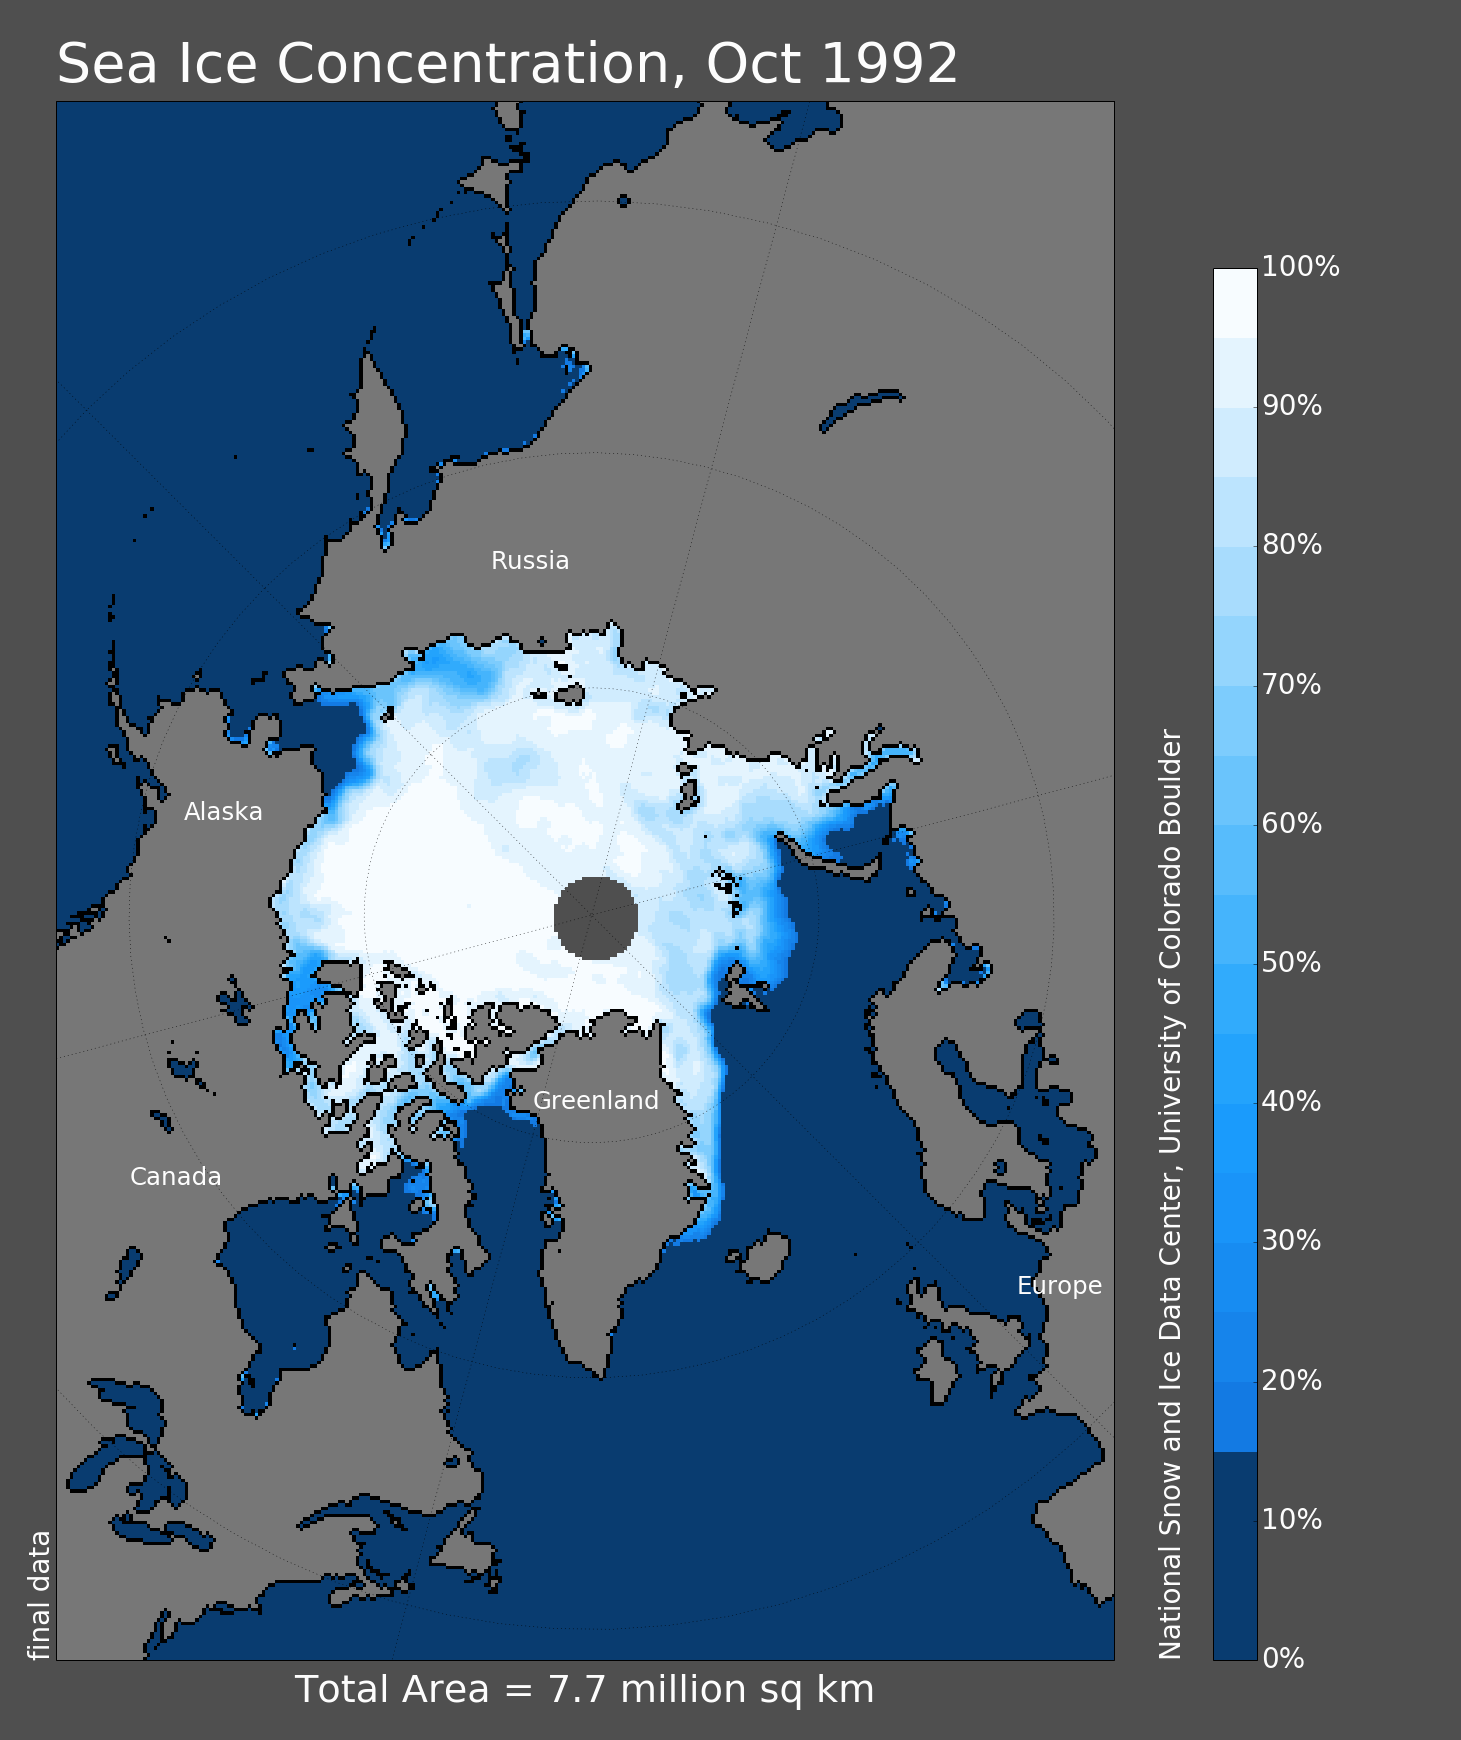 Sea Ice Concentration, Oct 1992
Russia
Alaska
Greenland
Canada
Europe
100%
90%
80%
70%
60%
50%
40%
30%
20%
10%
0%
National Snow and Ice Data Center, University of Colorado Boulder
final data
Total Area = 7.7 million sq km